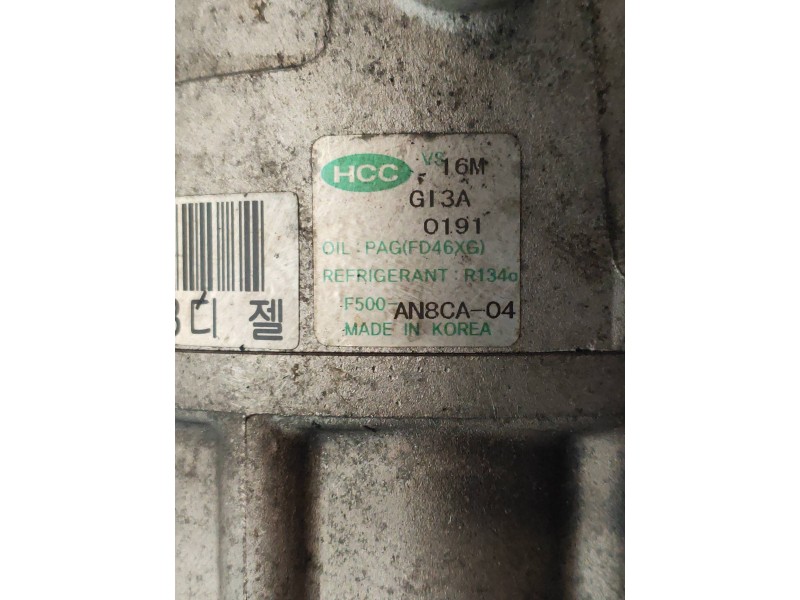 HCC VS 16M
GI3A
0191
OIL : PAG(FD46XG)
REFRIGERANT : R134a
F500-AN8CA-04
MADE IN KOREA
디젤